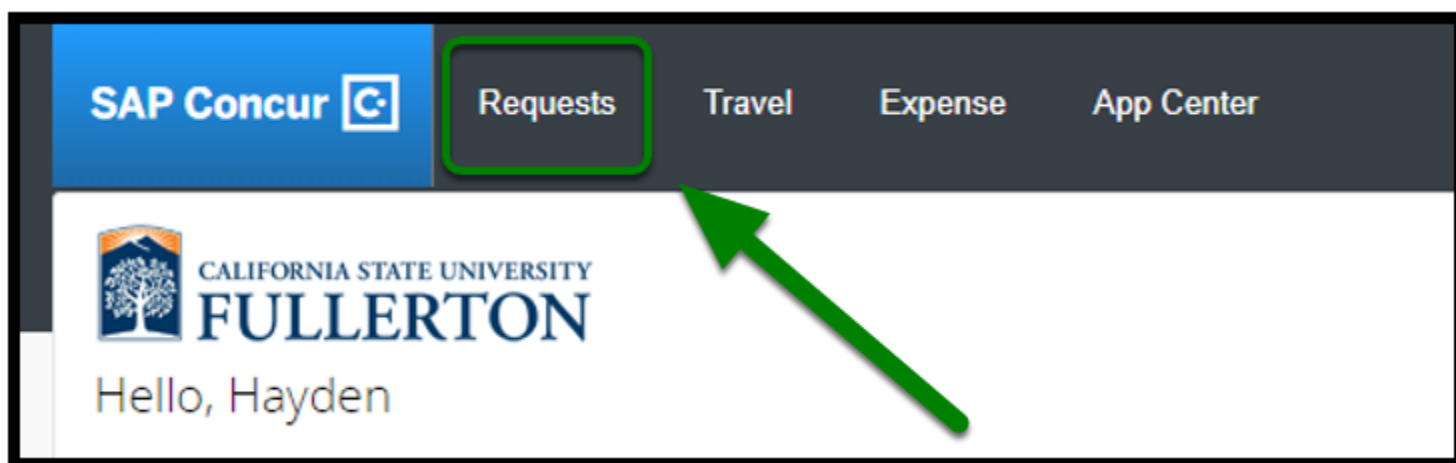 SAP Concur C. Requests Travel Expense App Center
CALIFORNIA STATE UNIVERSITY
FULLERTON
Hello, Hayden